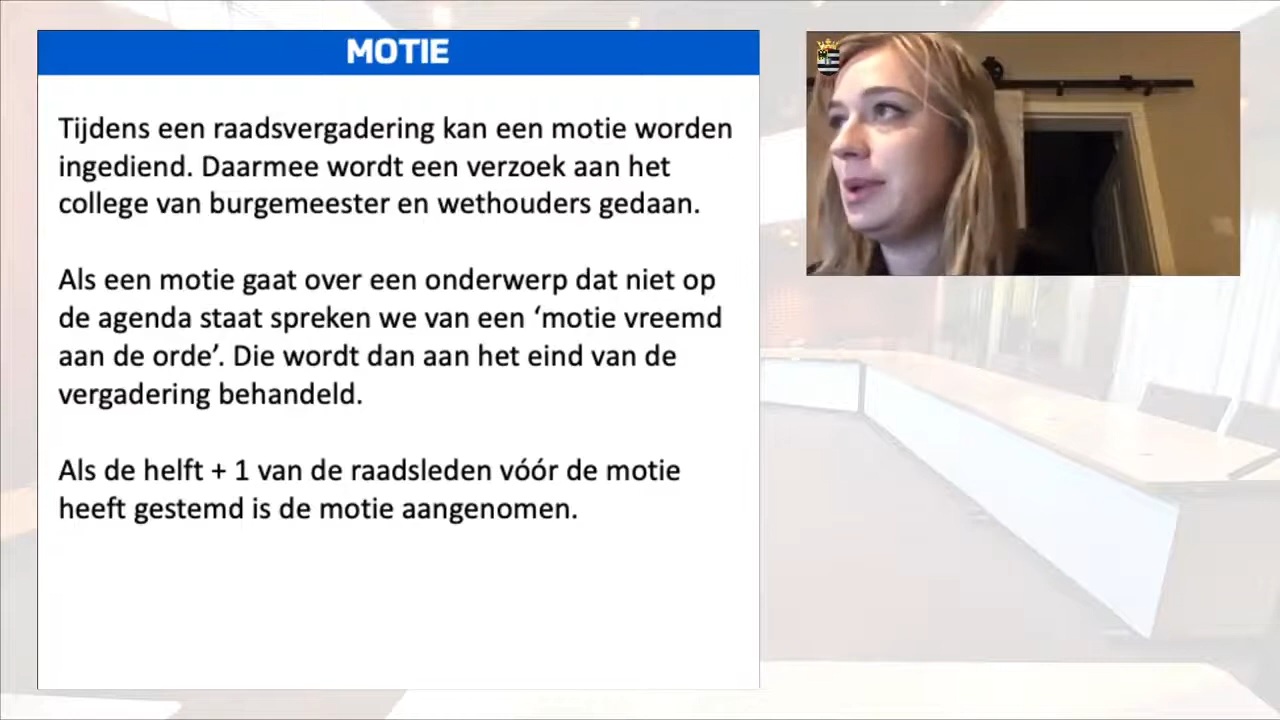 MOTIE
Tijdens een raadsvergadering kan een motie worden
ingediend. Daarmee wordt een verzoek aan het
college van burgemeester en wethouders gedaan.
Als een motie gaat over een onderwerp dat niet op
de agenda staat spreken we van een ‘motie vreemd
aan de orde’. Die wordt dan aan het eind van de
vergadering behandeld.
Als de helft + 1 van de raadsleden vóór de motie
heeft gestemd is de motie aangenomen.